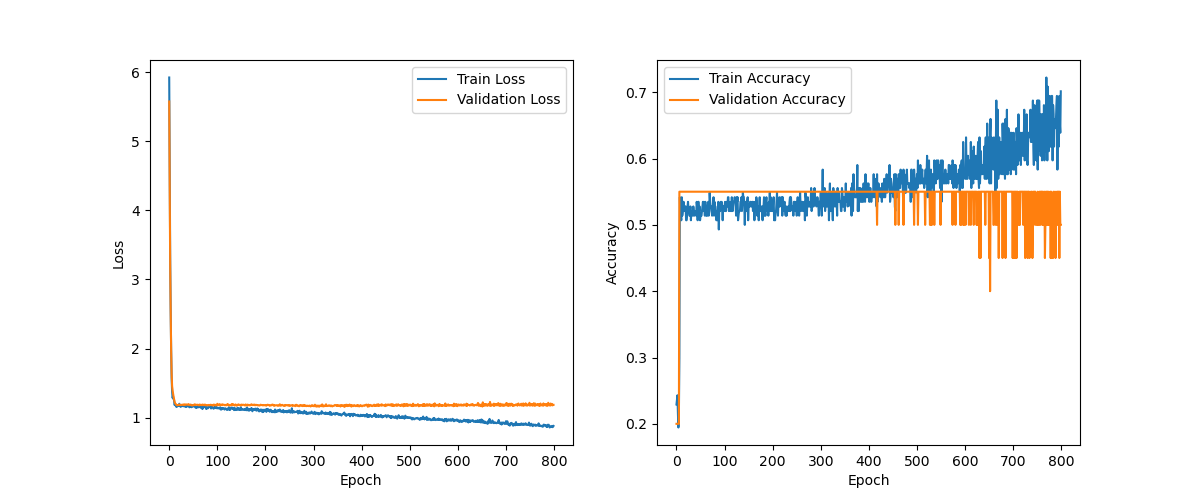 Train Loss
Validation Loss
6
5
4
3
2
1
Loss
0 100 200 300 400 500 600 700 800
Epoch
Train Accuracy
Validation Accuracy
0.7
0.6
0.5
0.4
0.3
0.2
Accuracy
0 100 200 300 400 500 600 700 800
Epoch